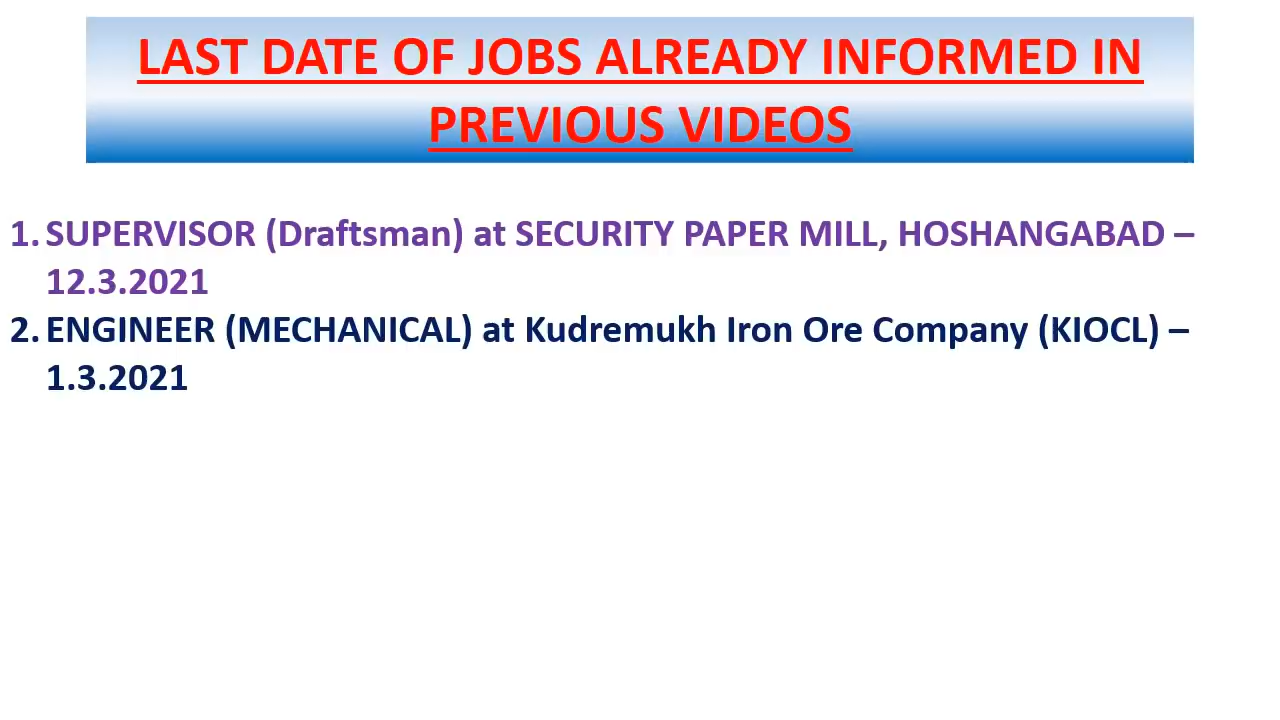 LAST DATE OF JOBS ALREADY INFORMED IN
PREVIOUS VIDEOS
1. SUPERVISOR (Draftsman) at SECURITY PAPER MILL, HOSHANGABAD –
12.3.2021
2. ENGINEER (MECHANICAL) at Kudremukh Iron Ore Company (KIOCL) –
1.3.2021